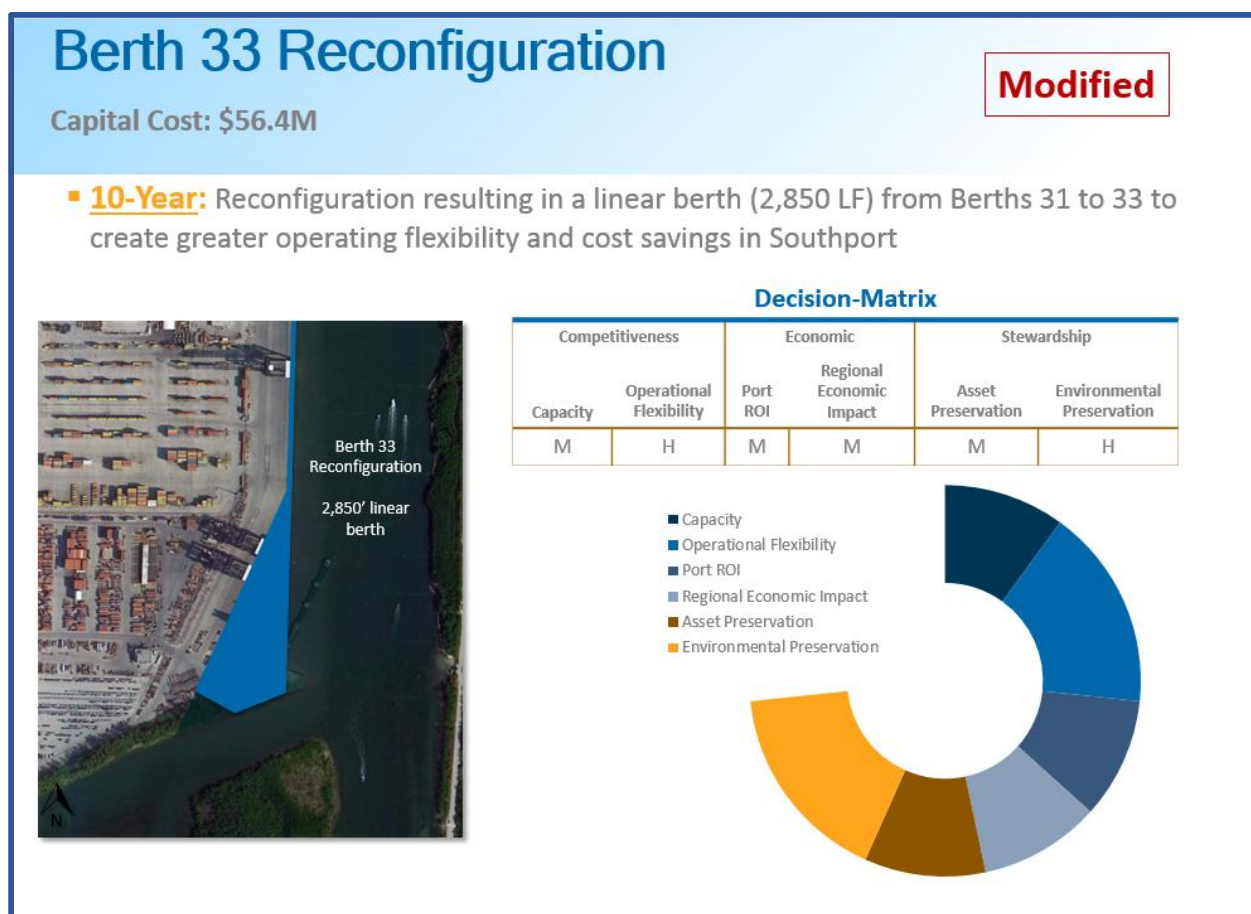 Berth 33 Reconfiguration
Modified
Capital Cost: $56.4M
▪ 10-Year: Reconfiguration resulting in a linear berth (2,850 LF) from Berths 31 to 33 to
create greater operating flexibility and cost savings in Southport
Decision-Matrix
Competitiveness Economic Stewardship
Capacity Operational Flexibility Port ROI Regional Economic Impact Asset Preservation Environmental Preservation
M H M M M H
Berth 33
Reconfiguration
2,850’ linear
berth
N
Capacity
Operational Flexibility
Port ROI
Regional Economic Impact
Asset Preservation
Environmental Preservation